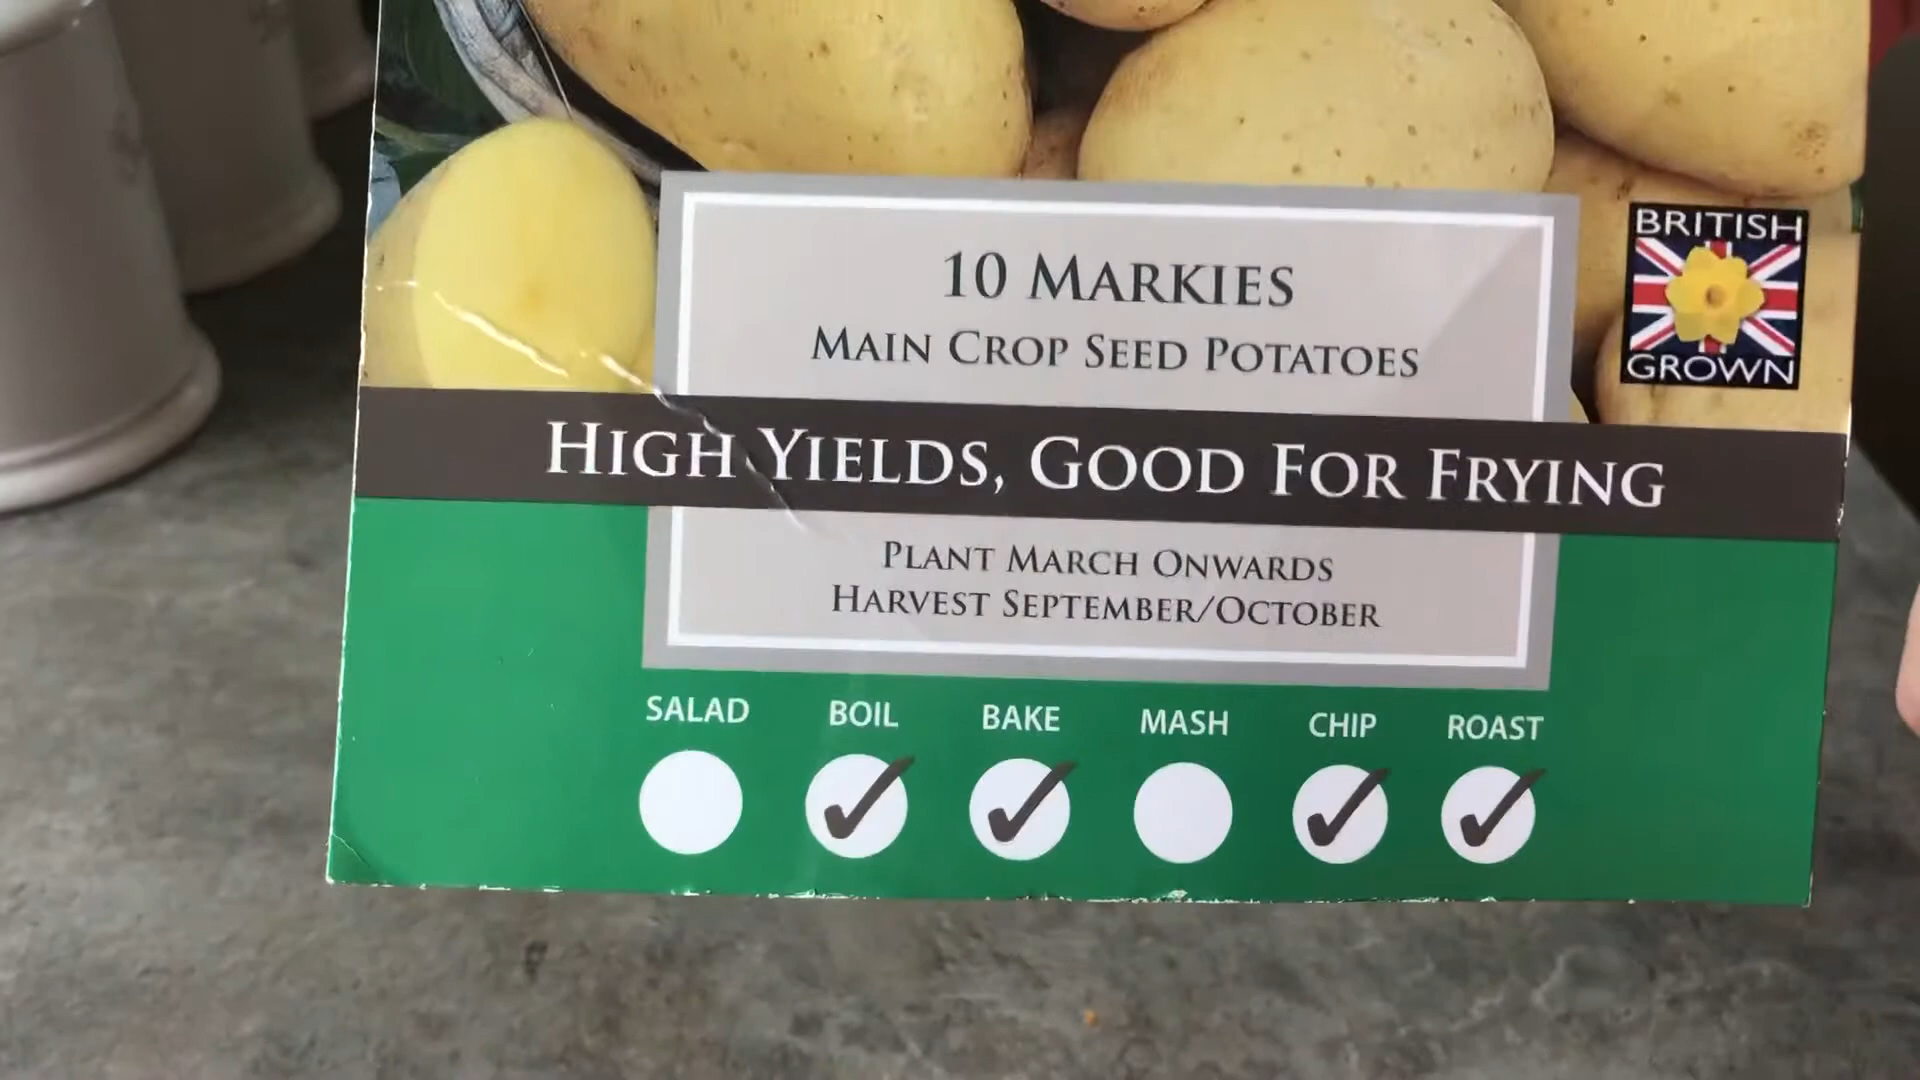 10 MARKIES
MAIN CROP SEED POTATOES
BRITISH
GROWN
HIGH YIELDS, GOOD FOR FRYING
PLANT MARCH ONWARDS
HARVEST SEPTEMBER/OCTOBER
SALAD BOIL BAKE MASH CHIP ROAST